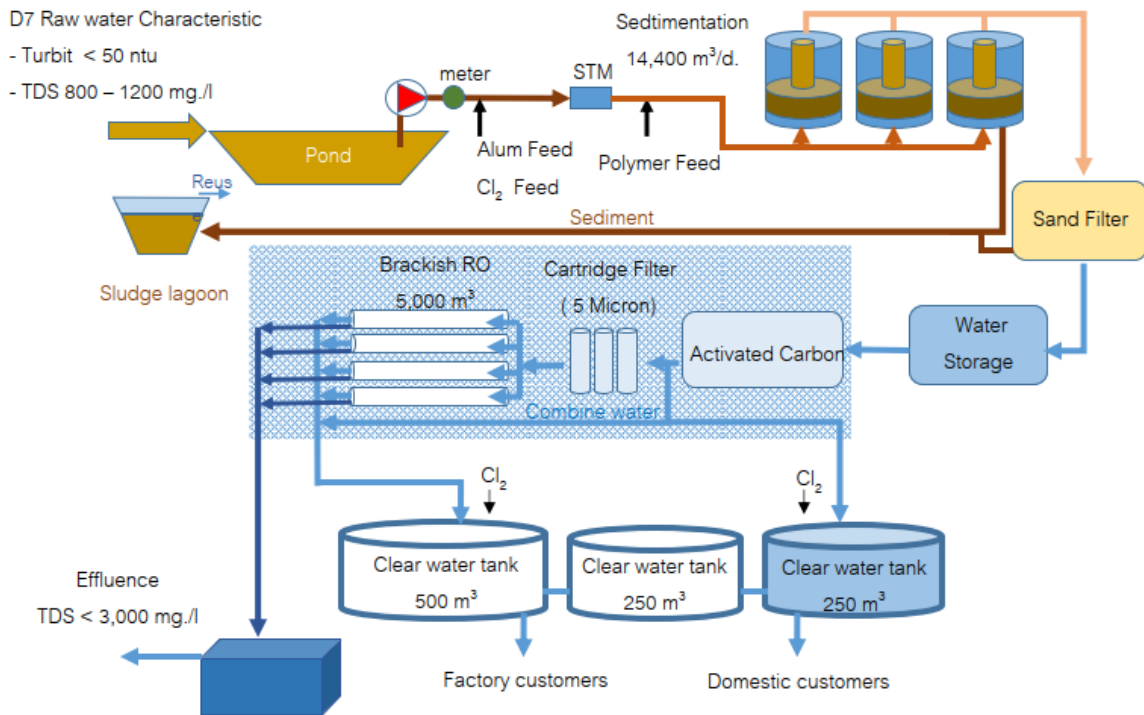 D7 Raw water Characteristic
- Turbit < 50 ntu
- TDS 800 – 1200 mg./l
Sedtimentation
14,400 m³/d.
meter
STM
Pond
Alum Feed
Cl₂ Feed
Polymer Feed
Reus
e
Sediment
Sand Filter
Sludge lagoon
Brackish RO
5,000 m³
Cartridge Filter
( 5 Micron)
Activated Carbon
Water
Storage
Combine water
Cl₂
Cl₂
Clear water tank
500 m³
Clear water tank
250 m³
Clear water tank
250 m³
Effluence
TDS < 3,000 mg./l
Factory customers
Domestic customers